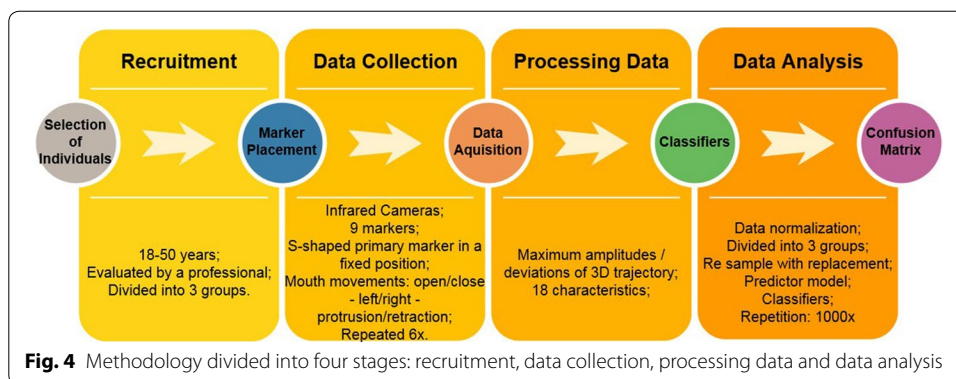 Recruitment
Data Collection
Processing Data
Data Analysis
Selection
of
Individuals
Marker
Placement
Data
Aquisition
Classifiers
Confusion
Matrix
18-50 years;
Evaluated by a professional;
Divided into 3 groups.
Infrared Cameras;
9 markers;
S-shaped primary marker in a
fixed position;
Mouth movements: open/close
- left/right -
protrusion/retraction;
Repeated 6x.
Maximum amplitudes /
deviations of 3D trajectory;
18 characteristics;
Data normalization;
Divided into 3 groups;
Re sample with replacement;
Predictor model;
Classifiers;
Repetition: 1000x
Fig. 4 Methodology divided into four stages: recruitment, data collection, processing data and data analysis